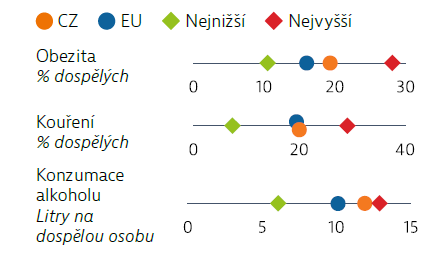 CZ EU Nejnižší Nejvyšší
Obezita
% dospělých
0 10 20 30
Kouření
% dospělých
0 20 40
Konzumace
alkoholu
Litry na
dospělou osobu
0 5 10 15